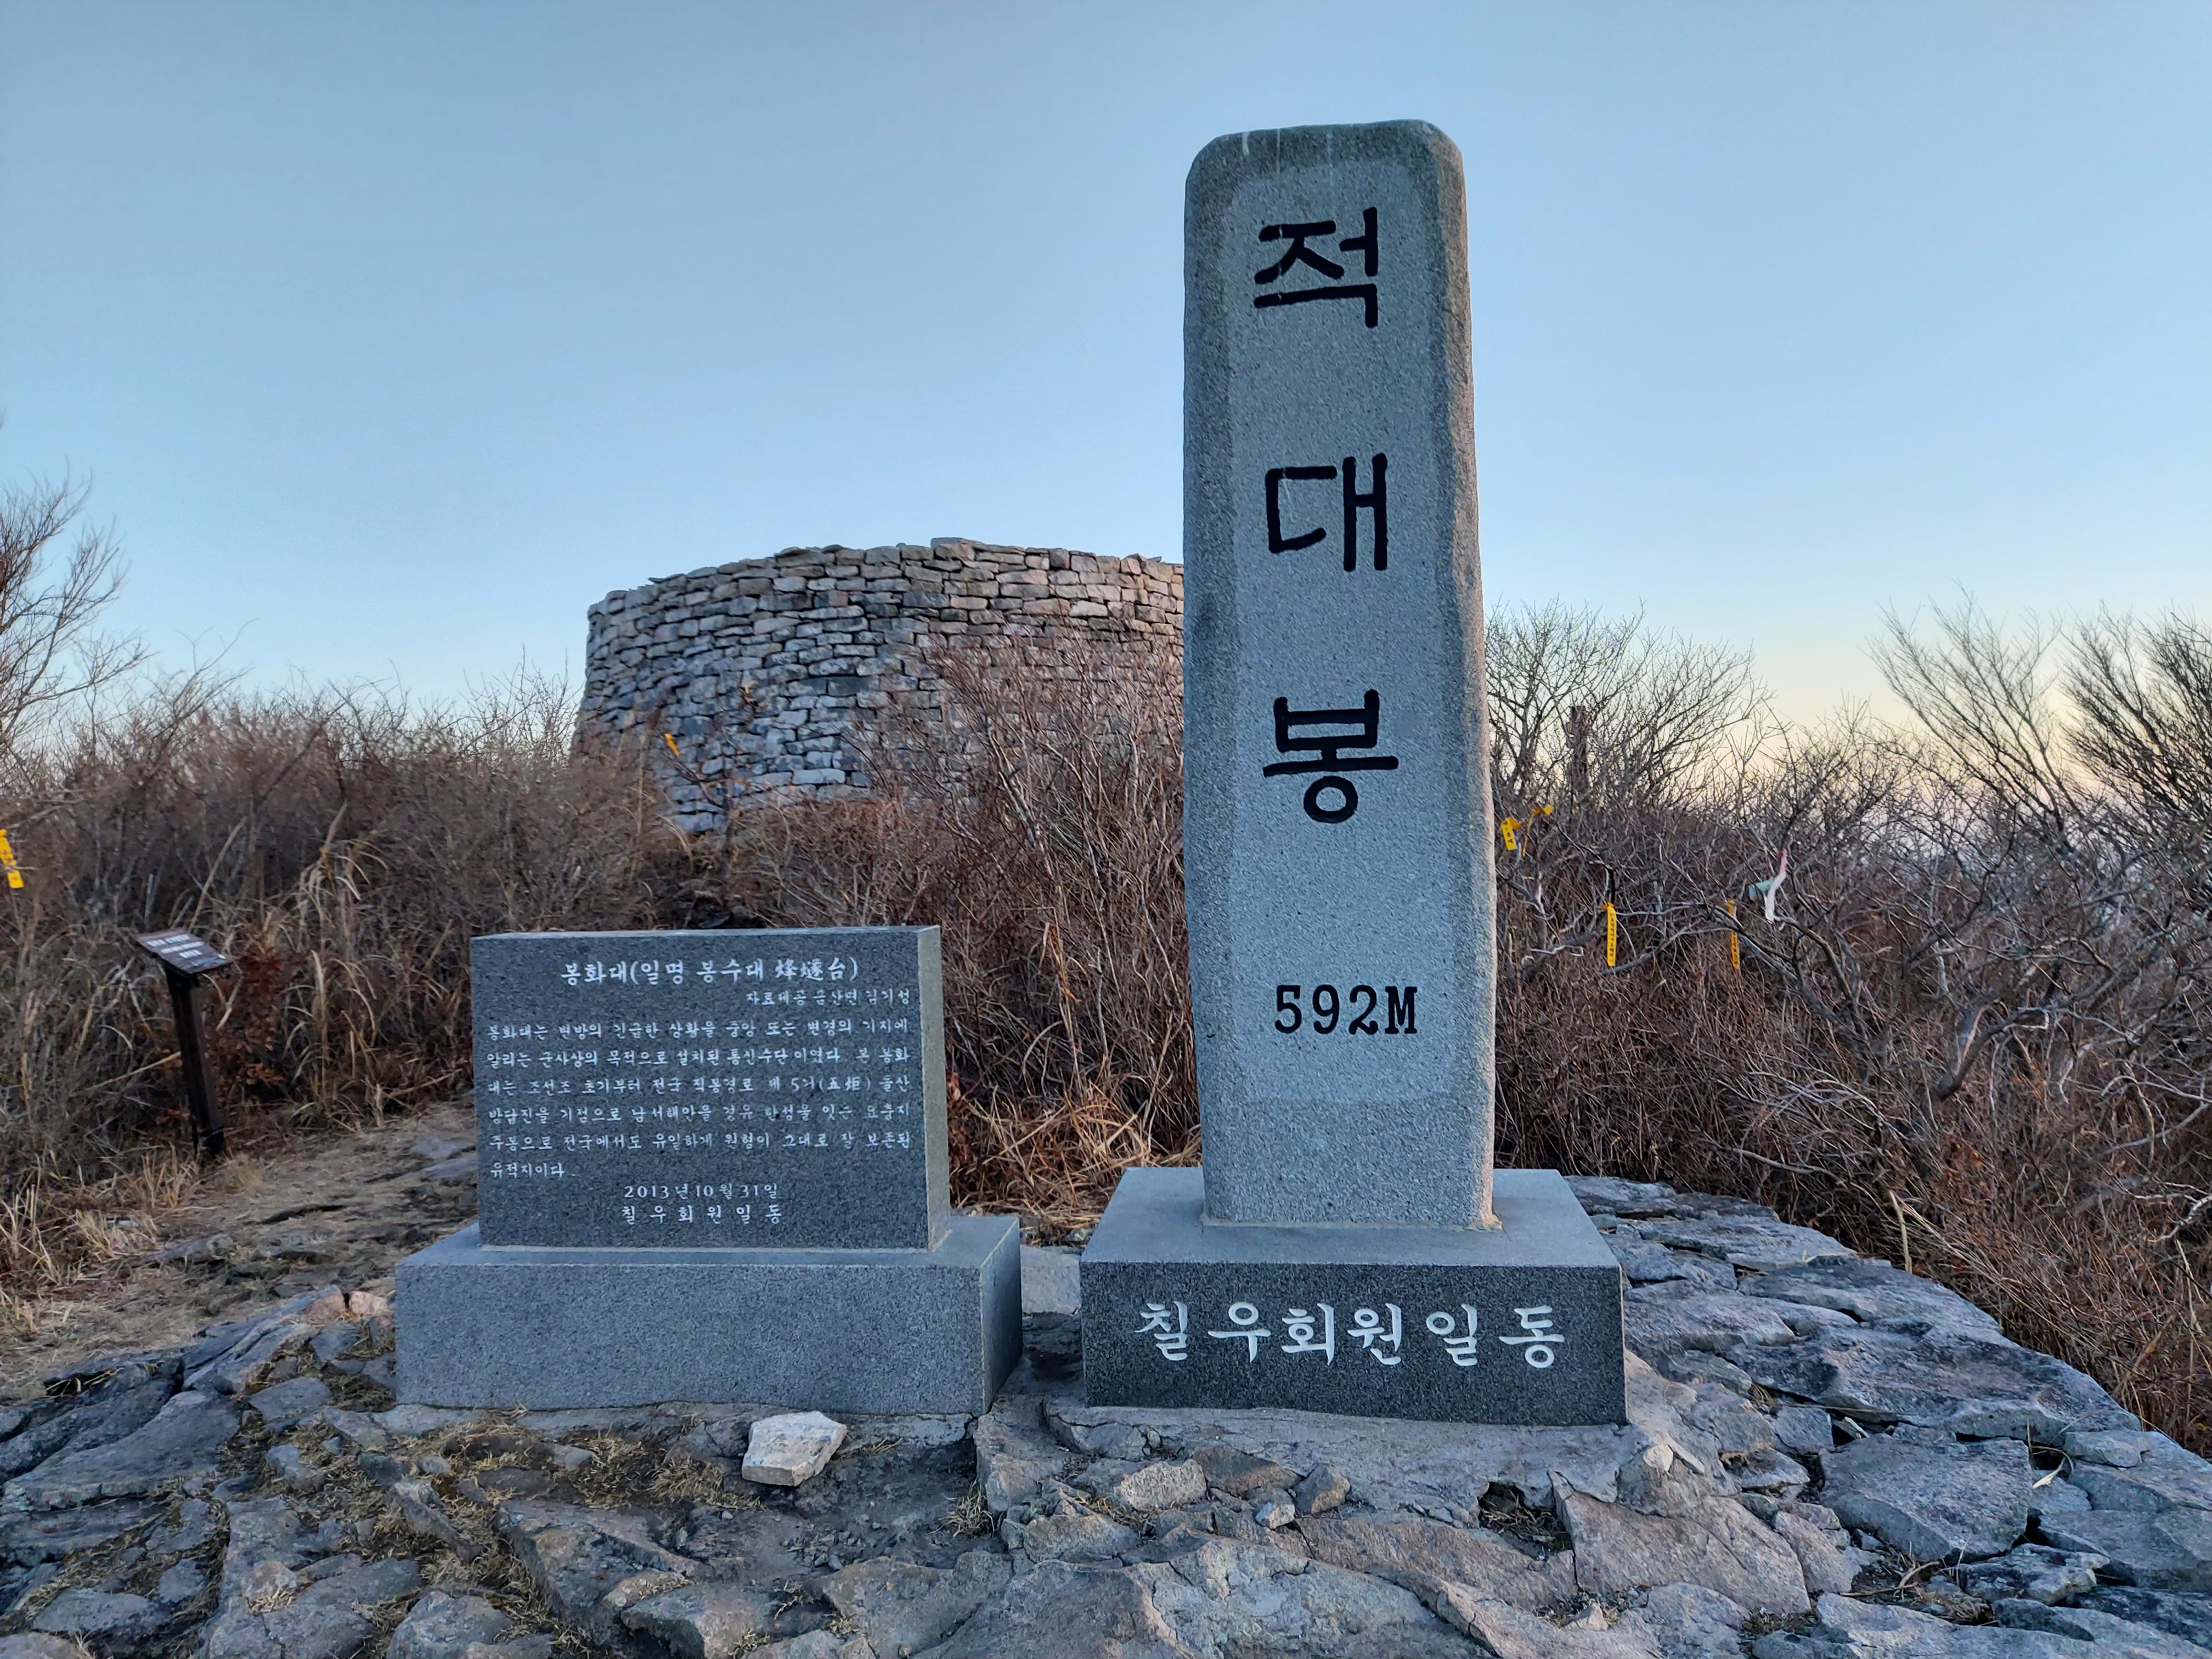 봉화대(일명 봉수대 烽燧台)
자료제공 금산면 김기성
봉화대는 변방의 긴급한 상황을 중앙 또는 변경의 기지에
알리는 군사상의 목적으로 설치된 통신수단 이였다. 본 봉화
대는 조선조 초기부터 전국 직봉경로 제 5거(五炬) 돌산
방답진을 기점으로 남서해안을 경유 한성을 잇는 요충지
주봉으로 전국에서도 유일하게 원형이 그대로 잘 보존된
유적지이다.
2013년10월31일
칠우회원일동
적
대
봉
592M
칠우회원일동